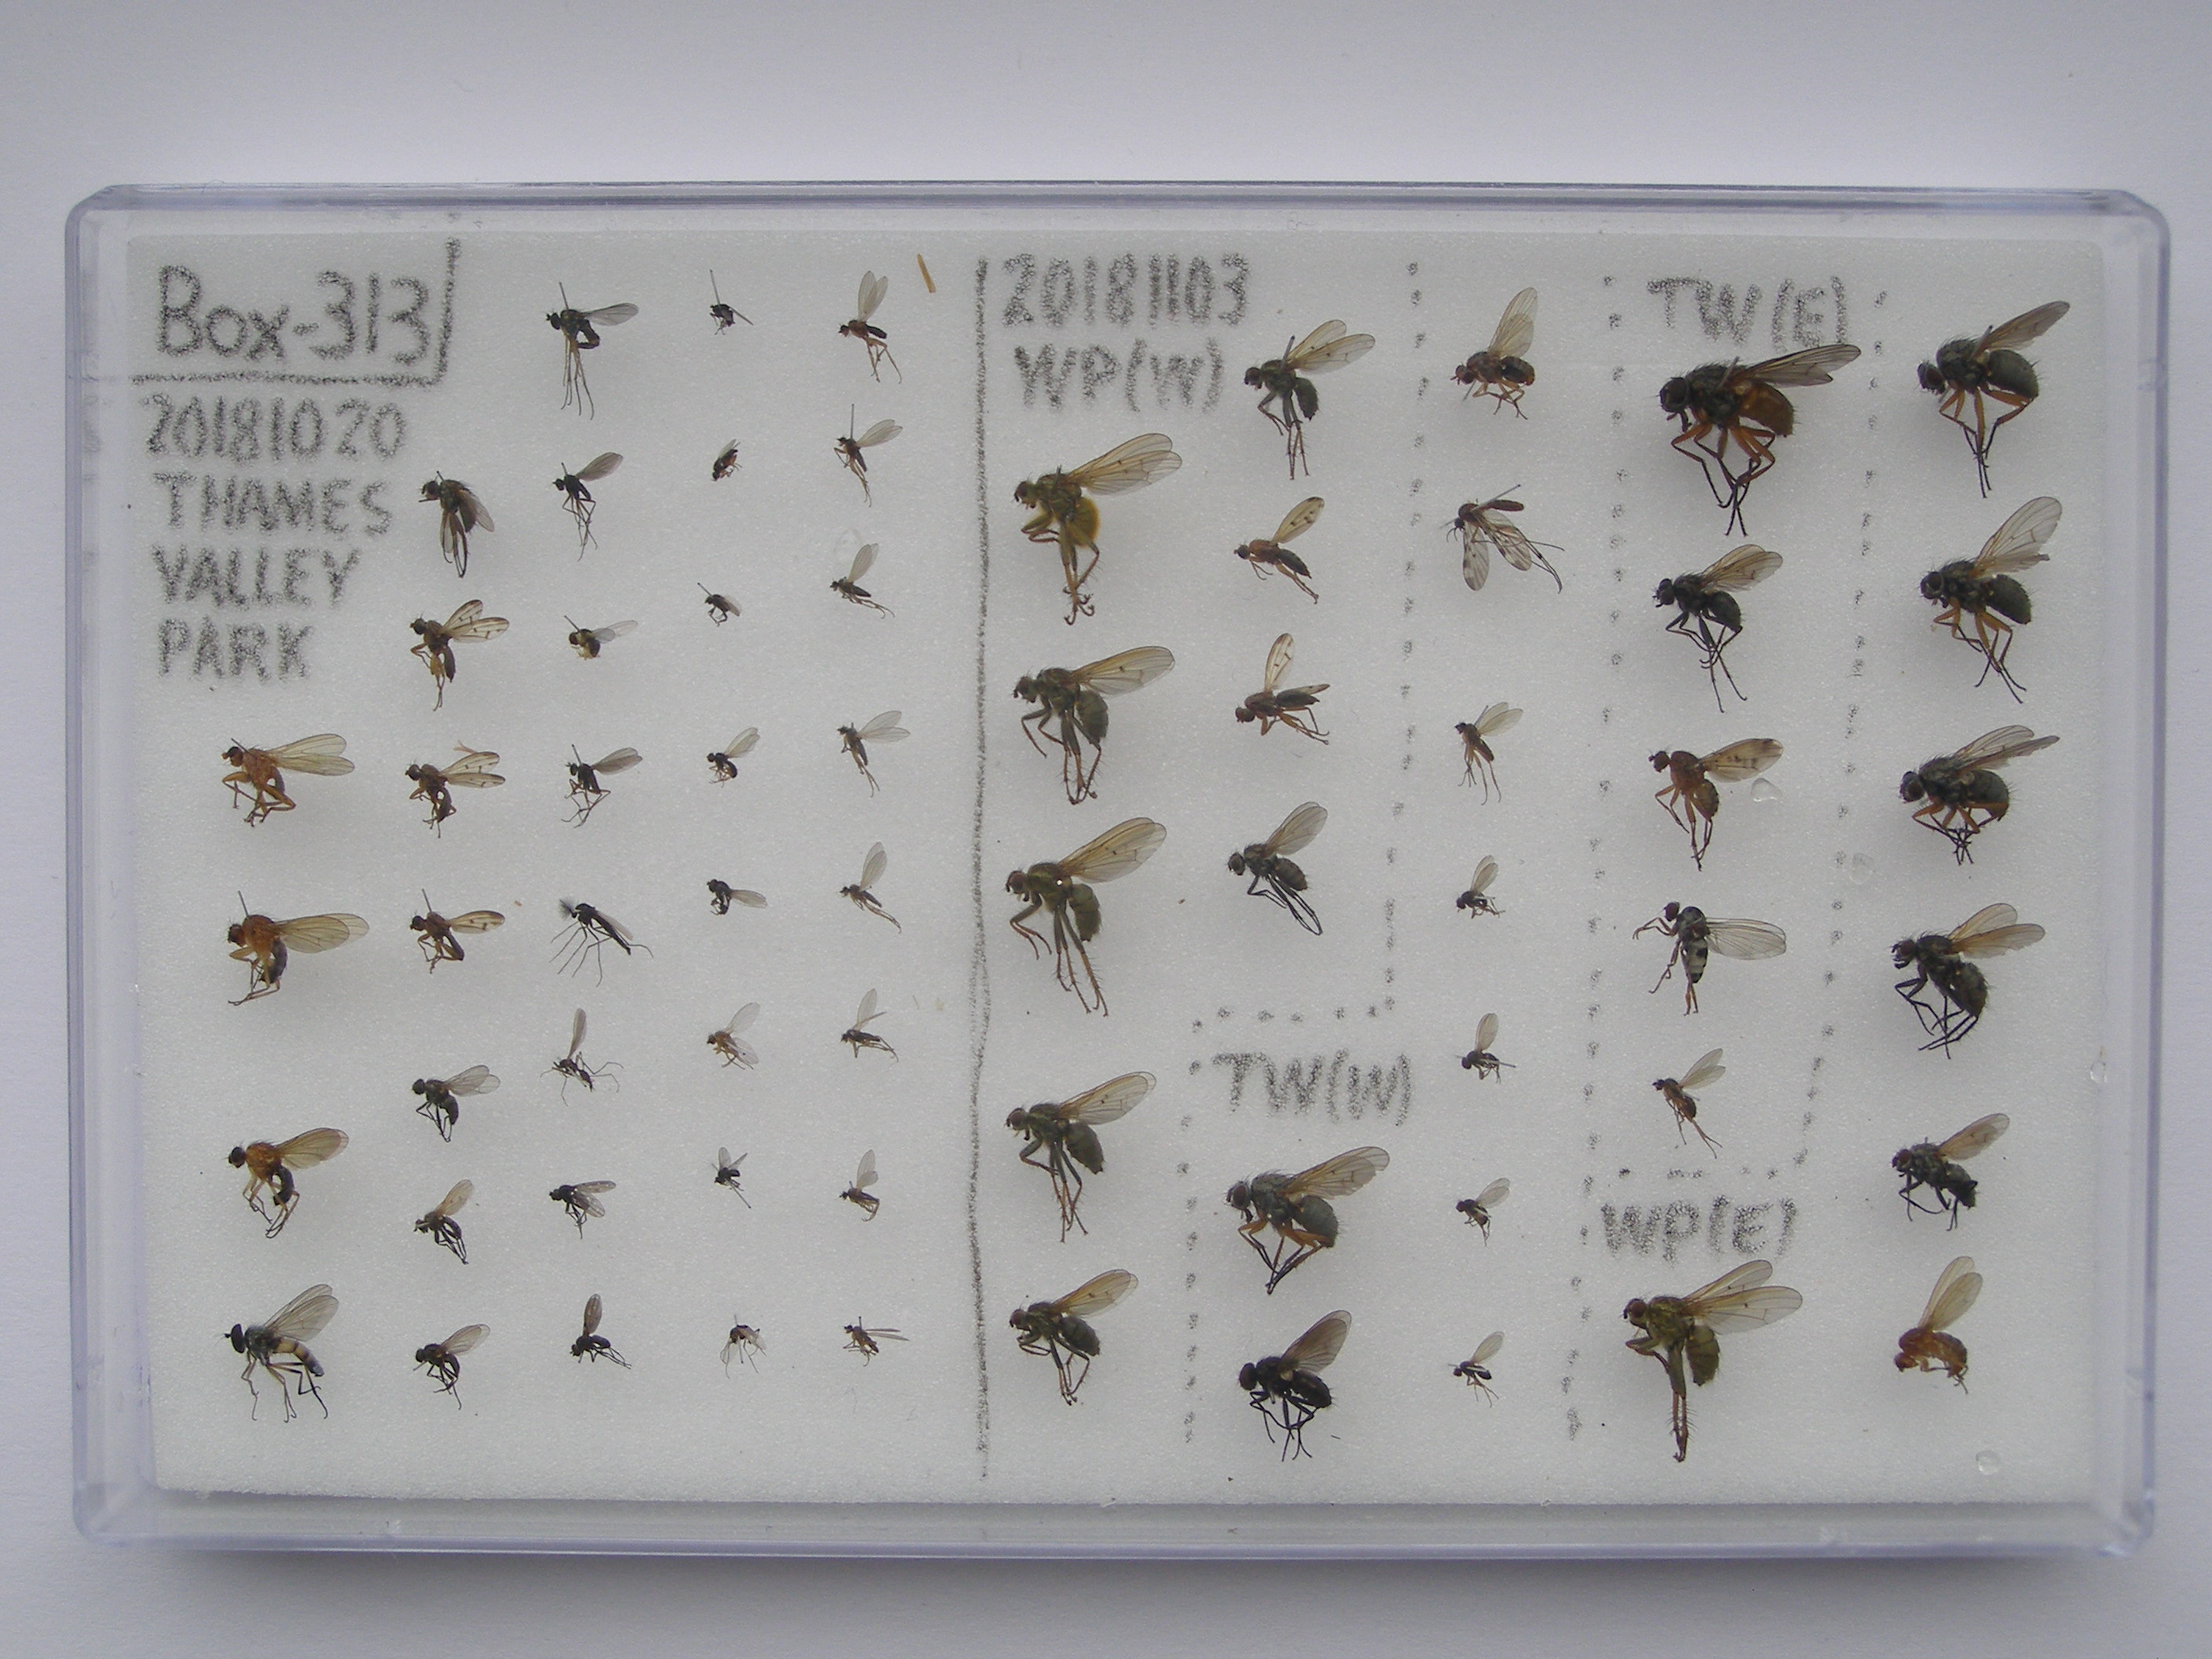 Box-313
20181020
THAMES
VALLEY
PARK
20181103
WP(W)
TW(W)
TW(E)
WP(E)